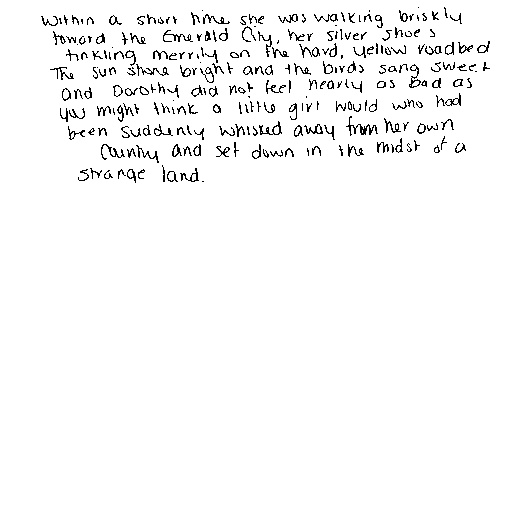 Within a short time she was walking briskly
toward the Emerald City, her silver shoes
tinkling merrily on the hard, yellow roadbed
The sun shone bright and the birds sang sweet
and Dorothy did not feel nearly as bad as
you might think a little girl would who had
been suddenly whisked away from her own
country and set down in the midst of a
strange land.